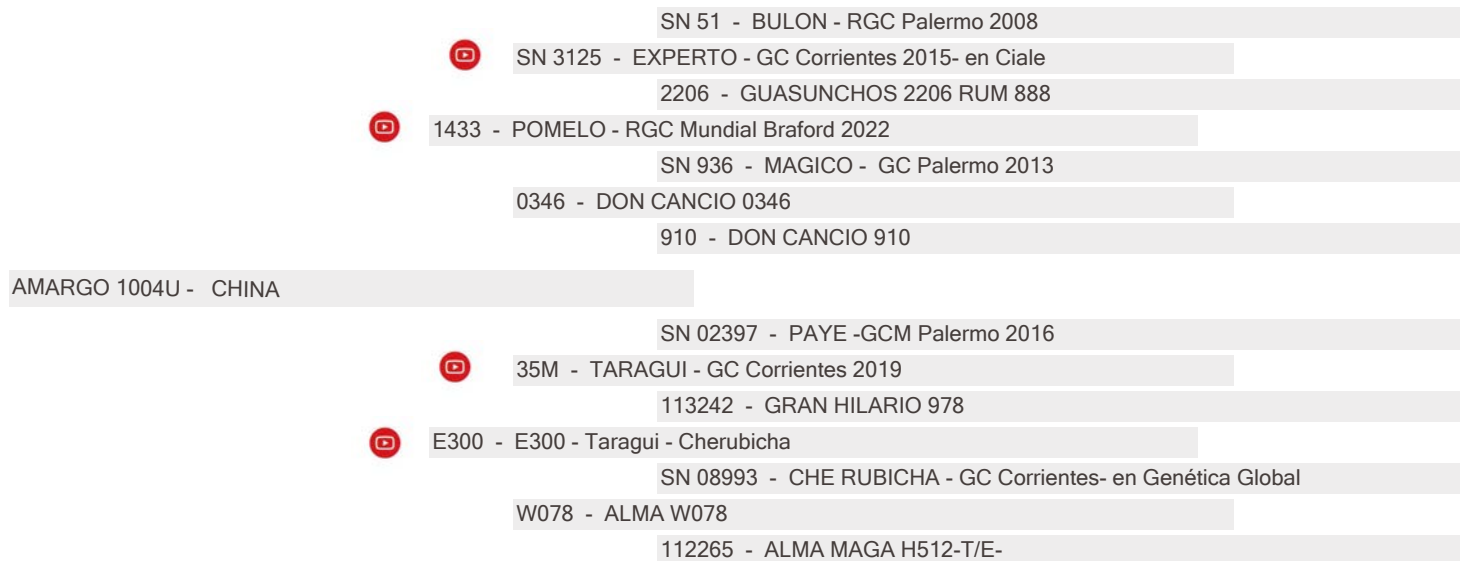 SN 51 - BULON - RGC Palermo 2008
SN 3125 - EXPERTO - GC Corrientes 2015- en Ciale
2206 - GUASUNCHOS 2206 RUM 888
1433 - POMELO - RGC Mundial Braford 2022
SN 936 - MAGICO - GC Palermo 2013
0346 - DON CANCIO 0346
910 - DON CANCIO 910
AMARGO 1004U - CHINA
SN 02397 - PAYE -GCM Palermo 2016
35M - TARAGUI - GC Corrientes 2019
113242 - GRAN HILARIO 978
E300 - E300 - Taragui - Cherubicha
SN 08993 - CHE RUBICHA - GC Corrientes- en Genética Global
W078 - ALMA W078
112265 - ALMA MAGA H512-T/E-